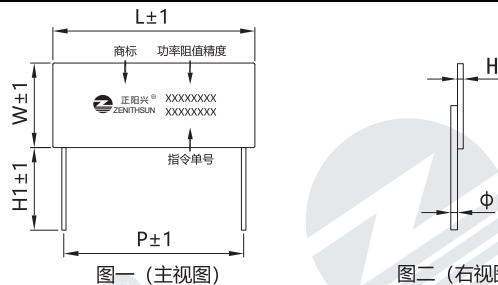 L±1
商标 功率阻值精度
W±1
正阳兴® XXXXXXXX
ZENITHSUN XXXXXXXX
指令单号
H1±1
P±1
图一 (主视图)
H
ϕ
图二 (右视图